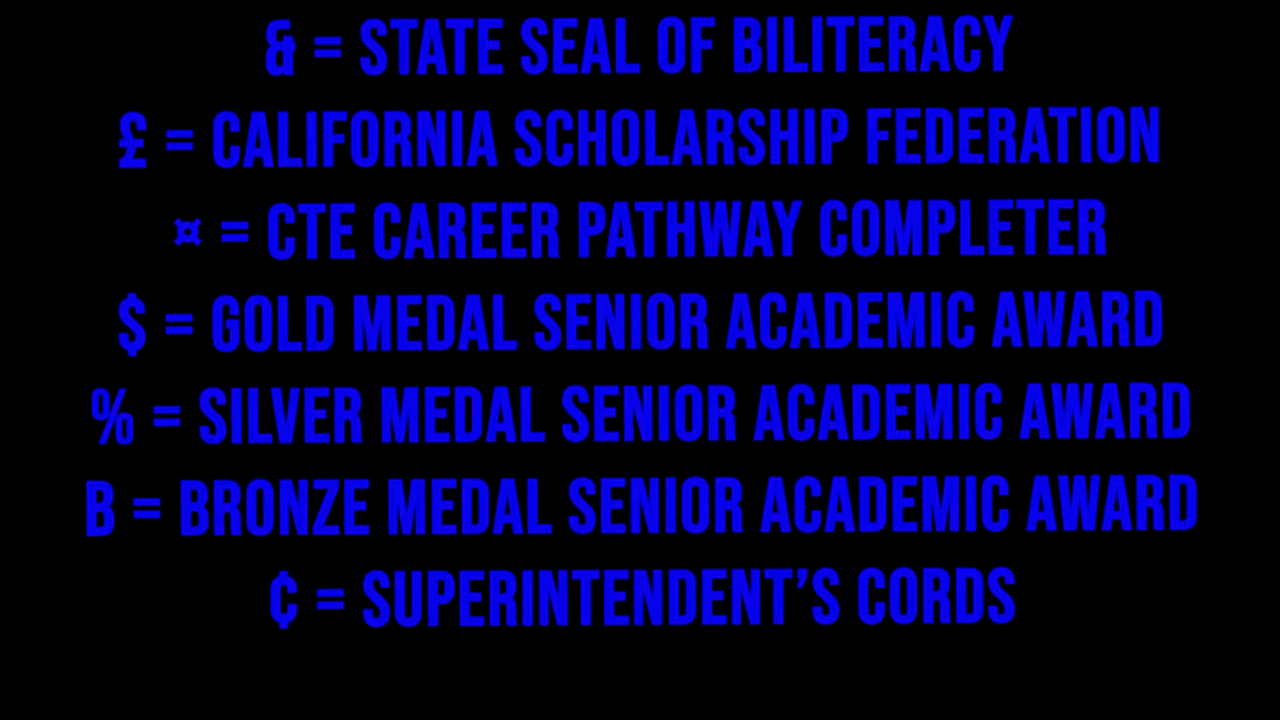 & = STATE SEAL OF BILITERACY
£ = CALIFORNIA SCHOLARSHIP FEDERATION
¤ = CTE CAREER PATHWAY COMPLETER
$ = GOLD MEDAL SENIOR ACADEMIC AWARD
% = SILVER MEDAL SENIOR ACADEMIC AWARD
B = BRONZE MEDAL SENIOR ACADEMIC AWARD
¢ = SUPERINTENDENT’S CORDS